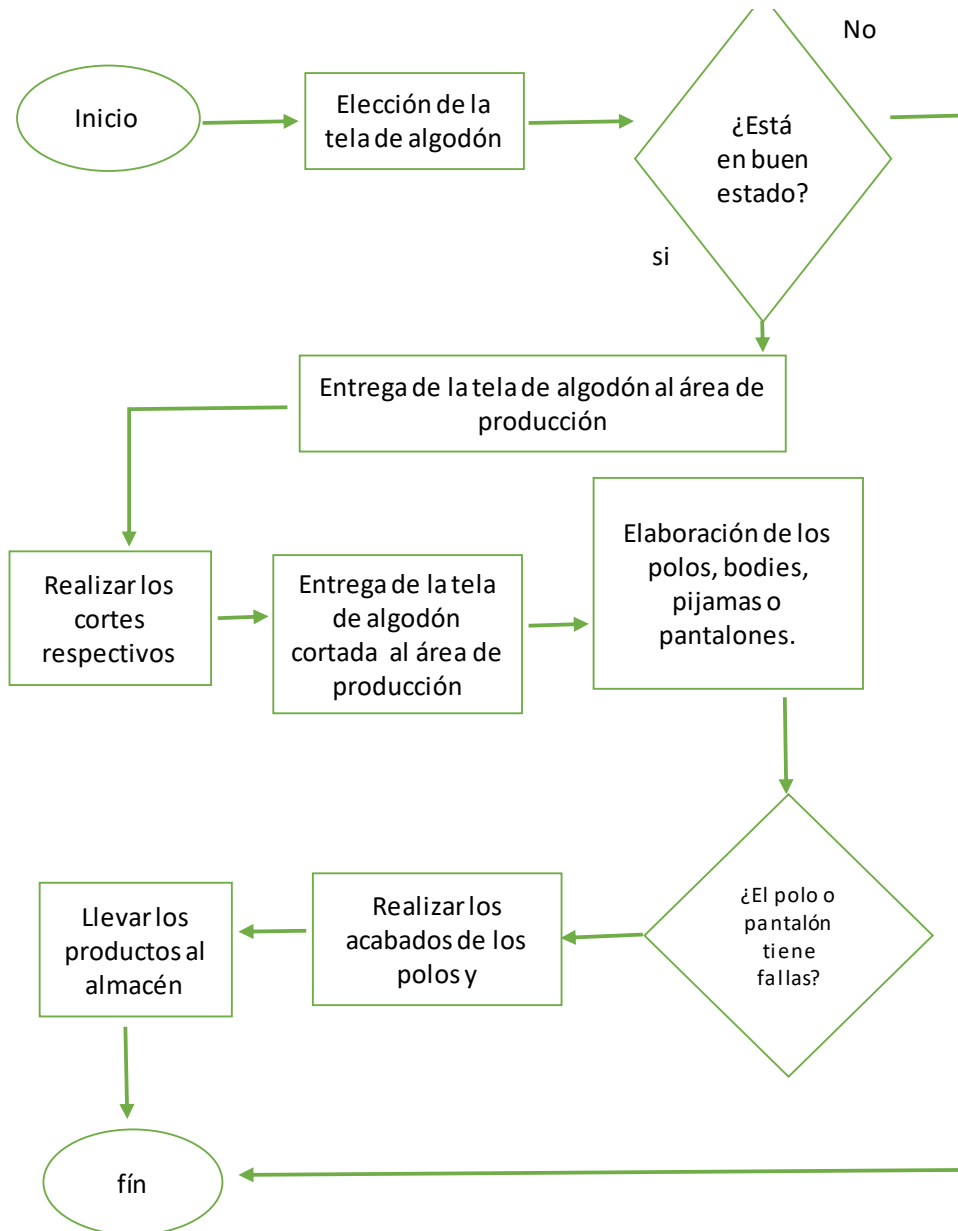 Inicio
Elección de la
tela de algodón
¿Está
en buen
estado?
No
si
Entrega de la tela de algodón al área de
producción
Realizar los
cortes
respectivos
Entrega de la tela
de algodón
cortada al área de
producción
Elaboración de los
polos, bodies,
pijamas o
pantalones.
¿El polo o
pantalón
tiene
fallas?
Realizar los
acabados de los
polos y
Llevar los
productos al
almacén
fín